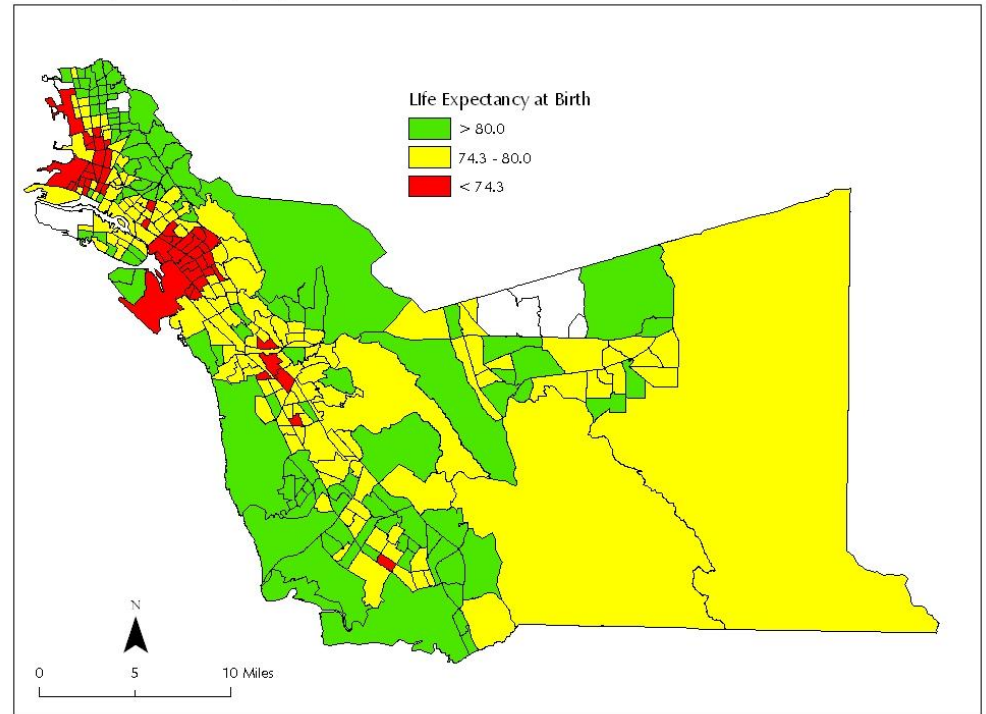 LIfe Expectancy at Birth
> 80.0
74.3 - 80.0
< 74.3
N
0 5 10 Miles